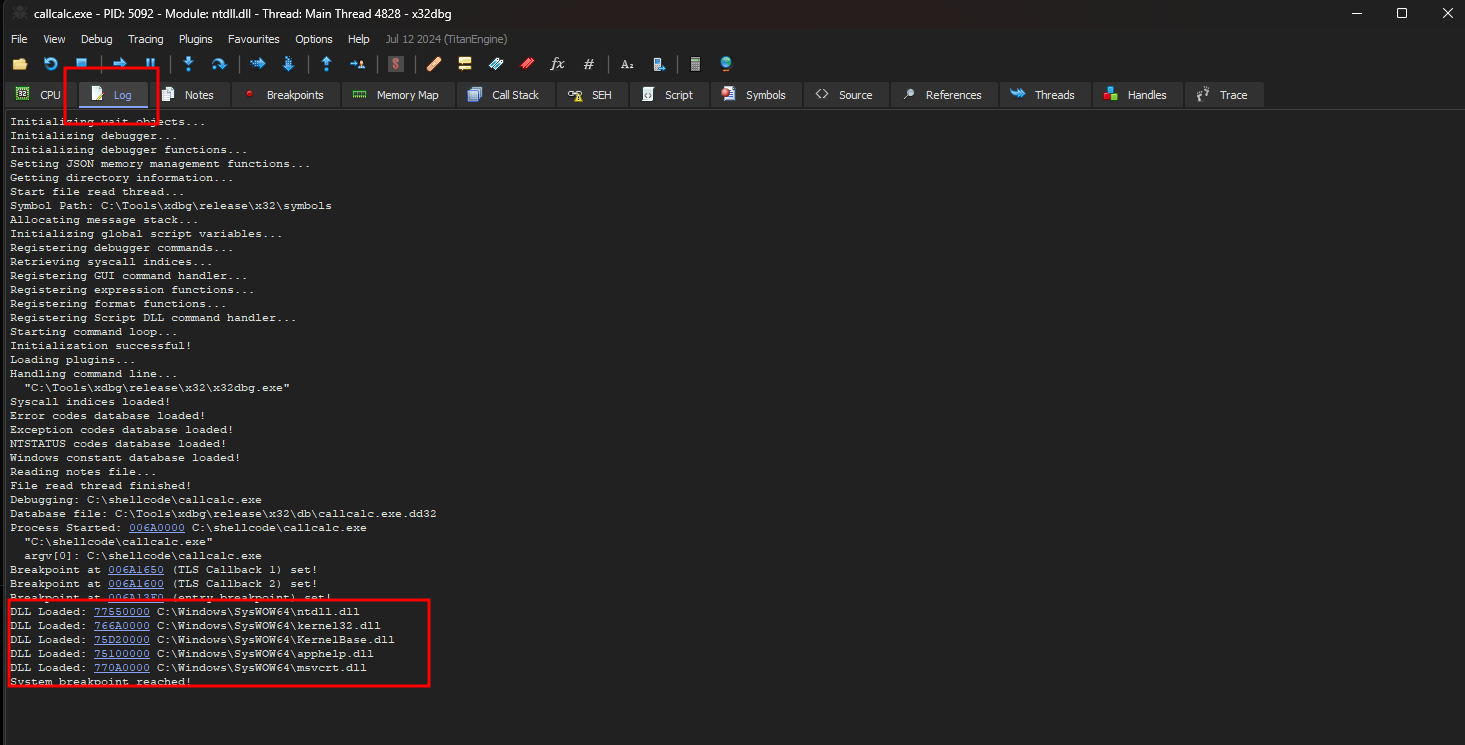 callcalc.exe - PID: 5092 - Module: ntdll.dll - Thread: Main Thread 4828 - x32dbg
File View Debug Tracing Plugins Favourites Options Help Jul 12 2024 (TitanEngine)
CPU Log Notes Breakpoints Memory Map Call Stack SEH Script Symbols Source References Threads Handles Trace
Initializing wait objects...
Initializing debugger...
Initializing debugger functions...
Setting JSON memory management functions...
Getting directory information...
Start file read thread...
Symbol Path: C:\Tools\xdbg\release\x32\symbols
Allocating message stack...
Initializing global script variables...
Registering debugger commands...
Retrieving syscall indices...
Registering GUI command handler...
Registering expression functions...
Registering format functions...
Registering Script DLL command handler...
Starting command loop...
Initialization successful!
Loading plugins...
Handling command line...
"C:\Tools\xdbg\release\x32\x32dbg.exe"
Syscall indices loaded!
Error codes database loaded!
Exception codes database loaded!
NTSTATUS codes database loaded!
Windows constant database loaded!
Reading notes file...
File read thread finished!
Debugging: C:\shellcode\callcalc.exe
Database file: C:\Tools\xdbg\release\x32\db\callcalc.exe.dd32
Process Started: 006A0000 C:\shellcode\callcalc.exe
"C:\shellcode\callcalc.exe"
argv[0]: C:\shellcode\callcalc.exe
Breakpoint at 006A1650 (TLS Callback 1) set!
Breakpoint at 006A1600 (TLS Callback 2) set!
Breakpoint at 006A13F0 (entry breakpoint) set!
DLL Loaded: 77550000 C:\Windows\SysWOW64\ntdll.dll
DLL Loaded: 766A0000 C:\Windows\SysWOW64\kernel32.dll
DLL Loaded: 75D20000 C:\Windows\SysWOW64\KernelBase.dll
DLL Loaded: 75100000 C:\Windows\SysWOW64\apphelp.dll
DLL Loaded: 770A0000 C:\Windows\SysWOW64\msvcrt.dll
System breakpoint reached!